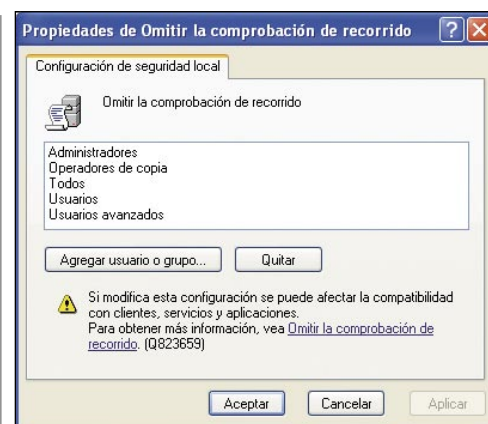 Propiedades de Omitir la comprobación de recorrido
Configuración de seguridad local
Omitir la comprobación de recorrido
Administradores
Operadores de copia
Todos
Usuarios
Usuarios avanzados
Agregar usuario o grupo...
Quitar
Si modifica esta configuración se puede afectar la compatibilidad
con clientes, servicios y aplicaciones.
Para obtener más información, vea Omitir la comprobación de
recorrido. (Q823659)
Aceptar
Cancelar
Aplicar